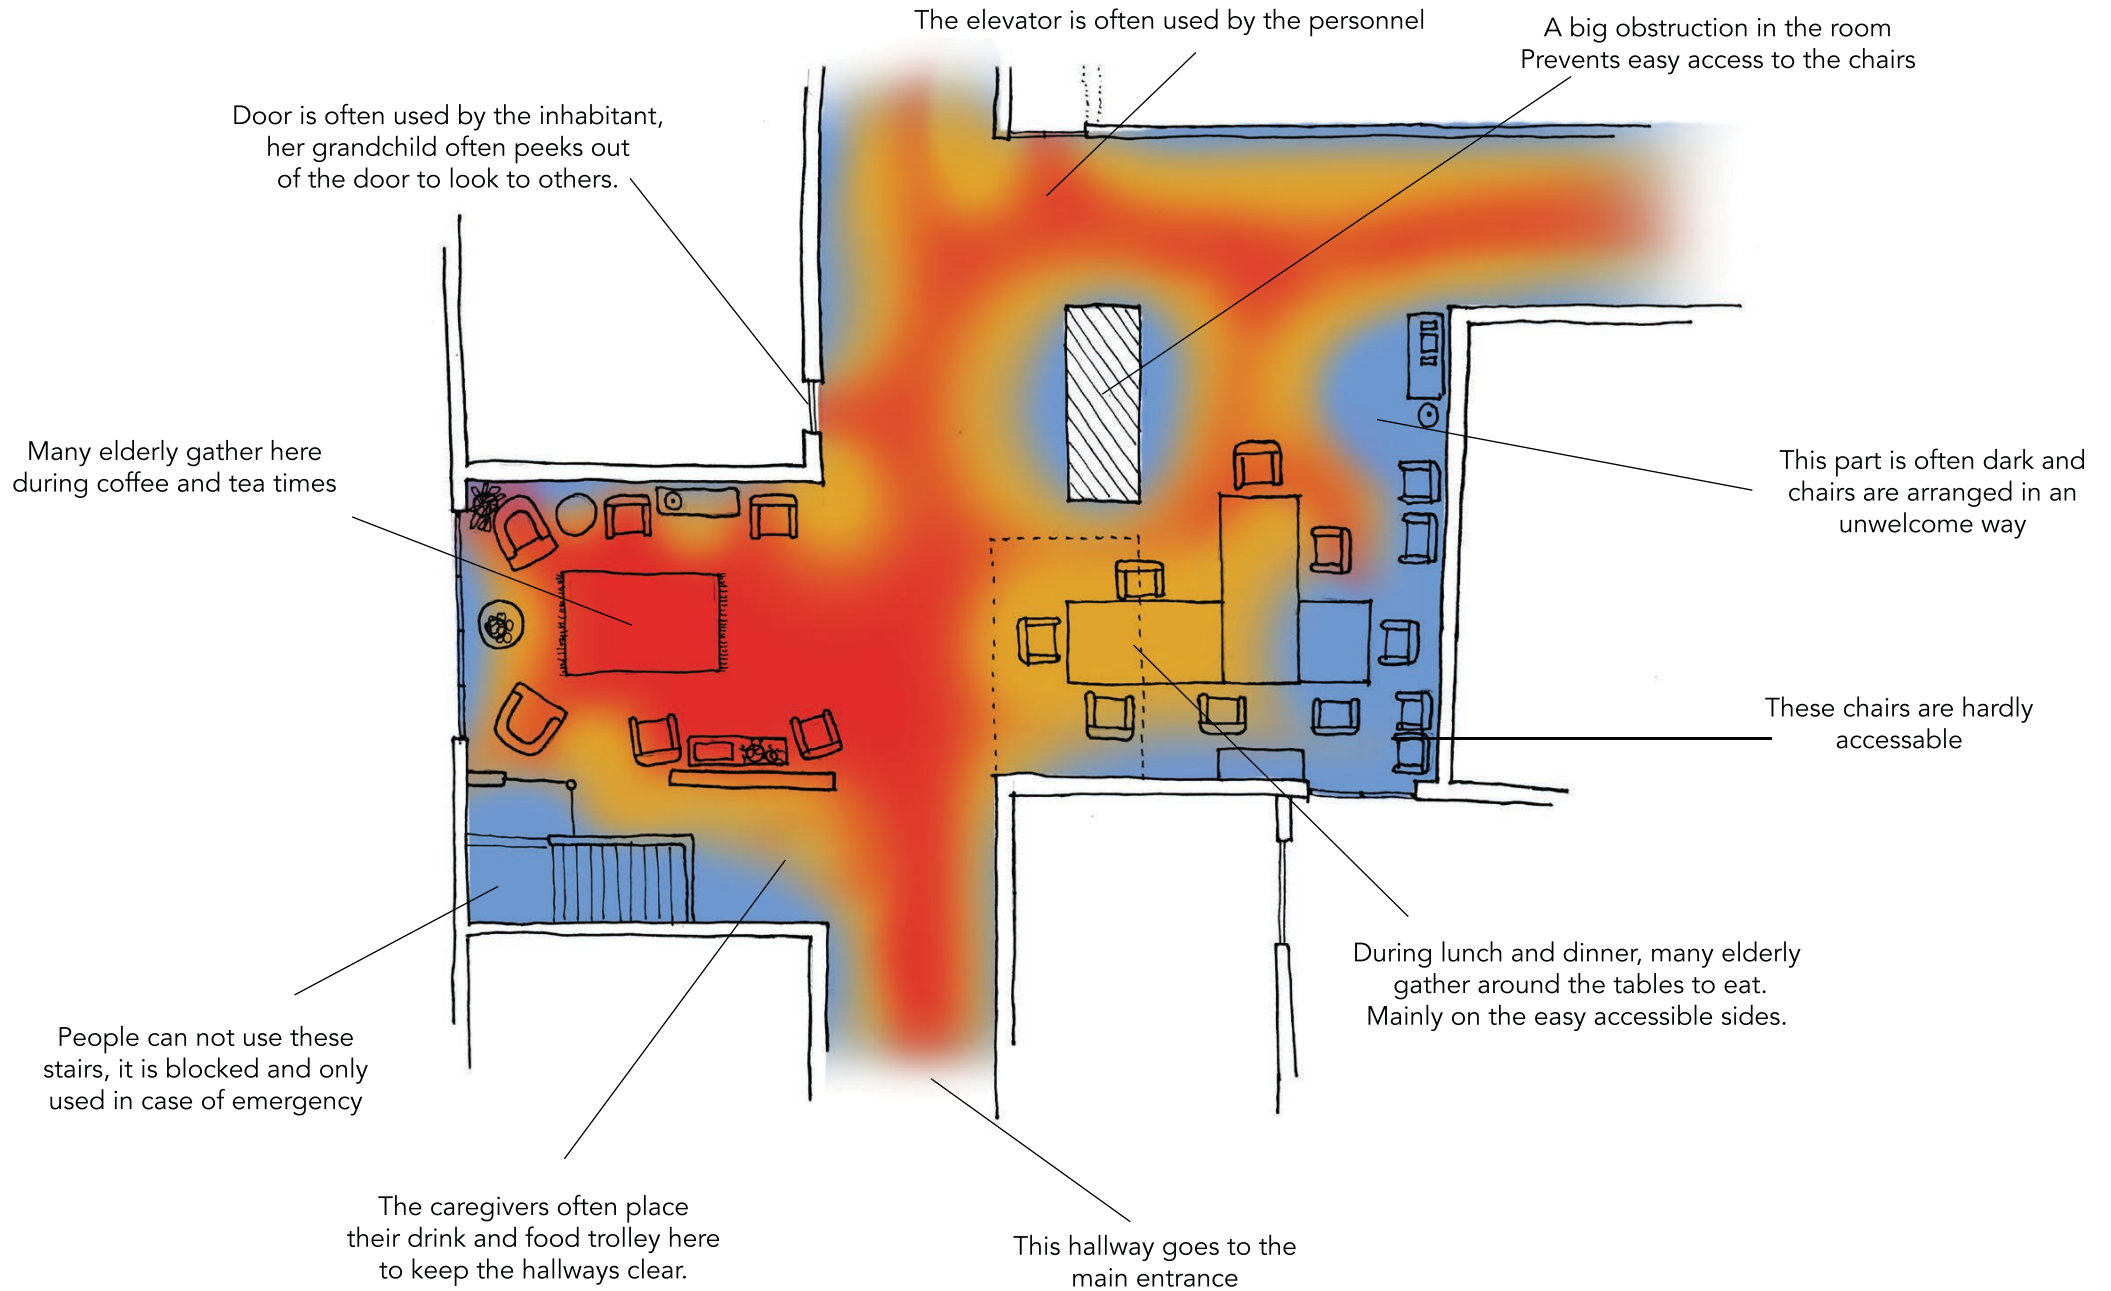 The elevator is often used by the personnel
A big obstruction in the room
Prevents easy access to the chairs
Door is often used by the inhabitant,
her grandchild often peeks out
of the door to look to others.
Many elderly gather here
during coffee and tea times
This part is often dark and
chairs are arranged in an
unwelcome way
These chairs are hardly
accessable
During lunch and dinner, many elderly
gather around the tables to eat.
Mainly on the easy accessible sides.
People can not use these
stairs, it is blocked and only
used in case of emergency
The caregivers often place
their drink and food trolley here
to keep the hallways clear.
This hallway goes to the
main entrance